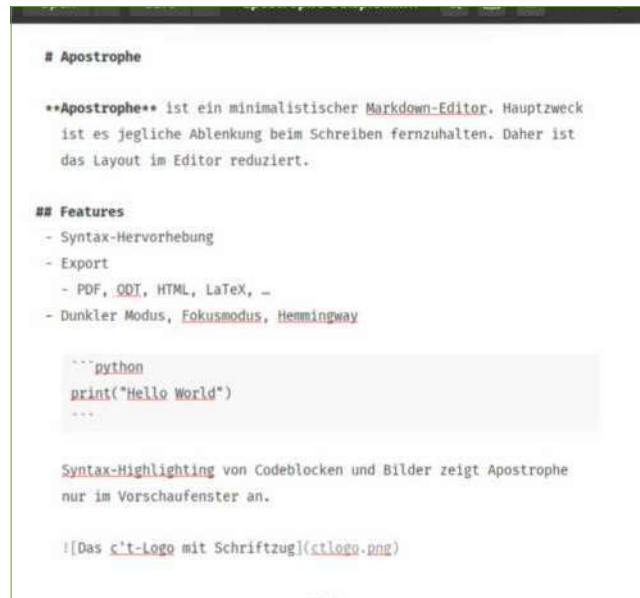 # Apostrophe
**Apostrophe** ist ein minimalistischer Markdown-Editor. Hauptzweck
ist es jegliche Ablenkung beim Schreiben fernzuhalten. Daher ist
das Layout im Editor reduziert.
## Features
- Syntax-Hervorhebung
- Export
- PDF, ODT, HTML, LaTeX, …
- Dunkler Modus, Fokusmodus, Hemmingway
```python
print("Hello World")
```
Syntax-Highlighting von Codeblocken und Bilder zeigt Apostrophe
nur im Vorschaufenster an.
![Das c't-Logo mit Schriftzug](ctlogo.png)